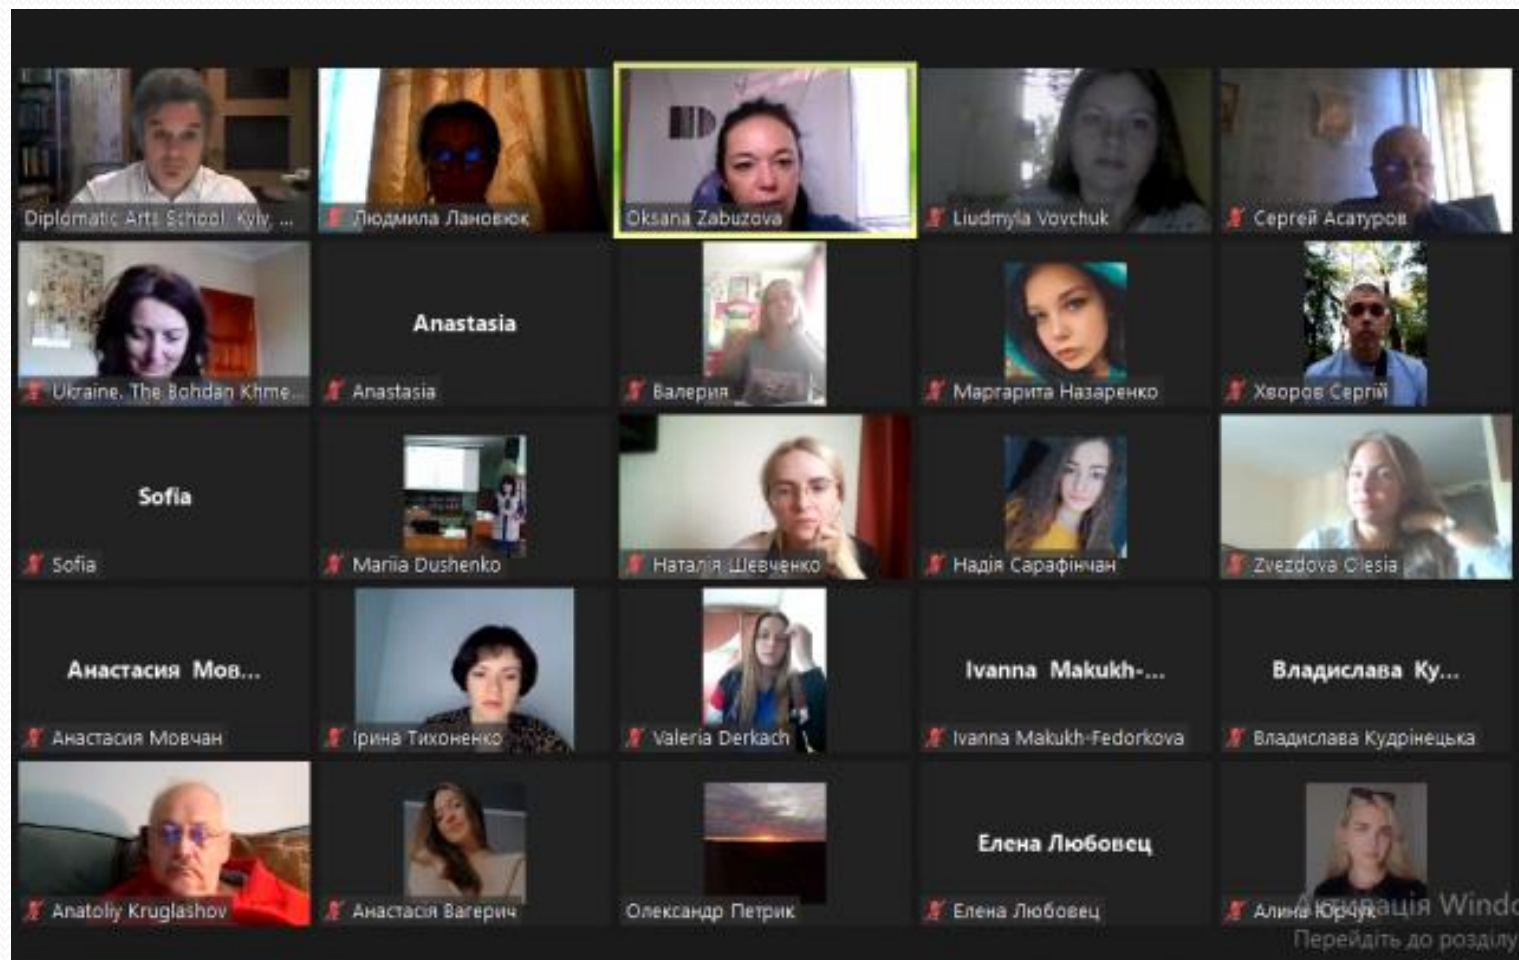 Diplomatic Arts School. Kyiv, ...
Людмила Лановюк
Oksana Zabuzova
Liudmyla Vovchuk
Сергей Асатуров
Ukraine. The Bohdan Khme...
Anastasia
Anastasia
Валерия
Маргарита Назаренко
Хворов Сергій
Sofia
Sofia
Mariia Dushenko
Наталія Шевченко
Надія Сарафінчан
Zvezdova Olesia
Анастасия Мов...
Анастасия Мовчан
Ірина Тихоненко
Valeria Derkach
Ivanna Makukh-...
Ivanna Makukh-Fedorkova
Владислава Ку...
Владислава Кудрінецька
Anatoliy Kruglashov
Анастасія Вагерич
Олександр Петрик
Елена Любовец
Елена Любовец
Алина Юрчук
Активація Windo
Перейдіть до розділу